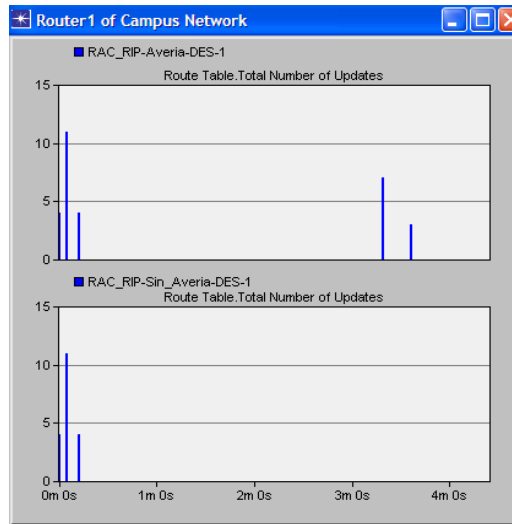 Router1 of Campus Network
RAC_RIP-Averia-DES-1
Route Table.Total Number of Updates
15
10
5
0
RAC_RIP-Sin_Averia-DES-1
Route Table.Total Number of Updates
15
10
5
0
0m 0s 1m 0s 2m 0s 3m 0s 4m 0s